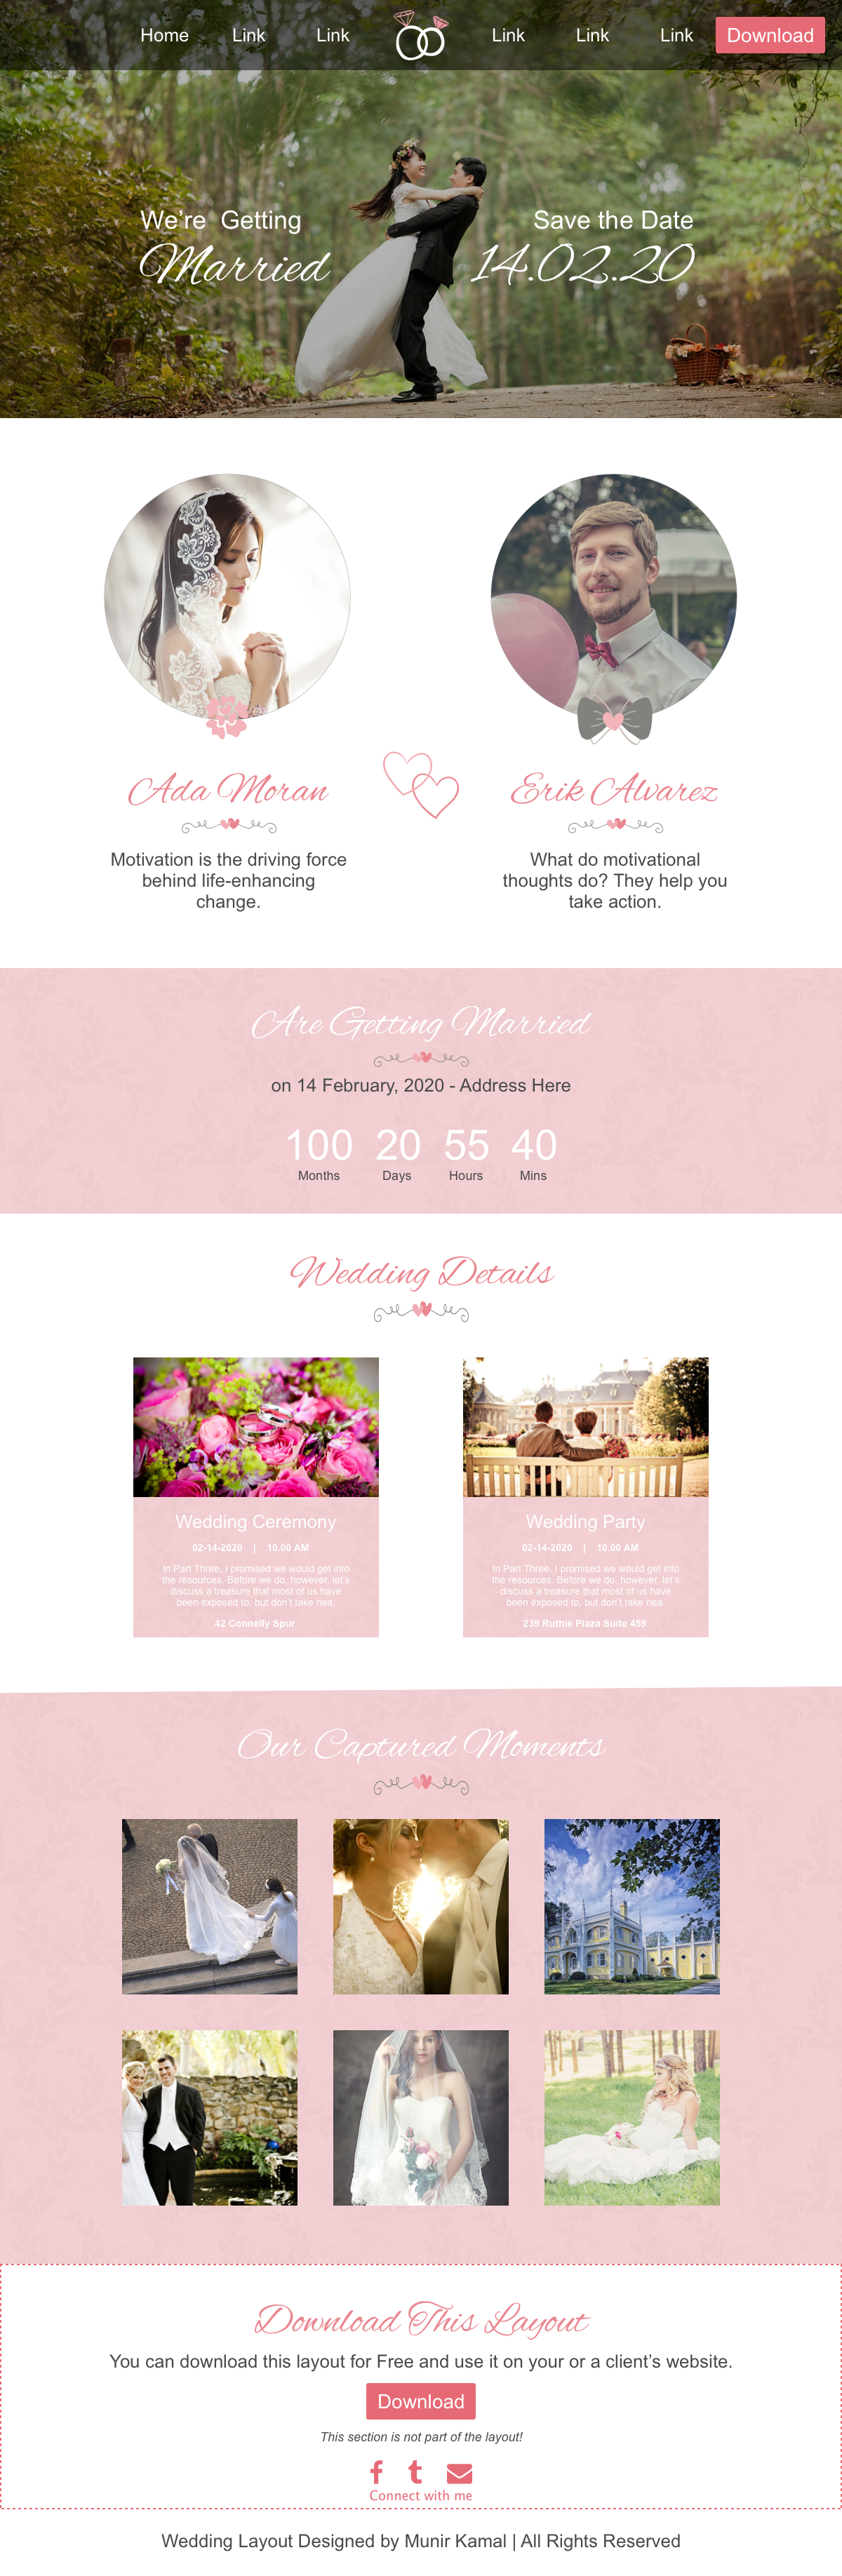 Home Link Link Link Link Link Download
We're Getting
Married
Save the Date
14.02.20
Ada Moran
Motivation is the driving force
behind life-enhancing
change.
Erik Alvarez
What do motivational
thoughts do? They help you
take action.
Are Getting Married
on 14 February, 2020 - Address Here
100 20 55 40
Months Days Hours Mins
Wedding Details
Wedding Ceremony
02-14-2020 | 10.00 AM
In Part Three, I promised we would get into
the resources. Before we do, however, let's
discuss a treasure that most of us have
been exposed to, but don't take nea
42 Connelly Spur
Wedding Party
02-14-2020 | 10.00 AM
In Part Three, I promised we would get into
the resources. Before we do, however, let's
discuss a treasure that most of us have
been exposed to, but don't take nea
239 Ruthie Plaza Suite 459
Our Captured Moments
Download This Layout
You can download this layout for Free and use it on your or a client's website.
Download
This section is not part of the layout!
Connect with me
Wedding Layout Designed by Munir Kamal | All Rights Reserved